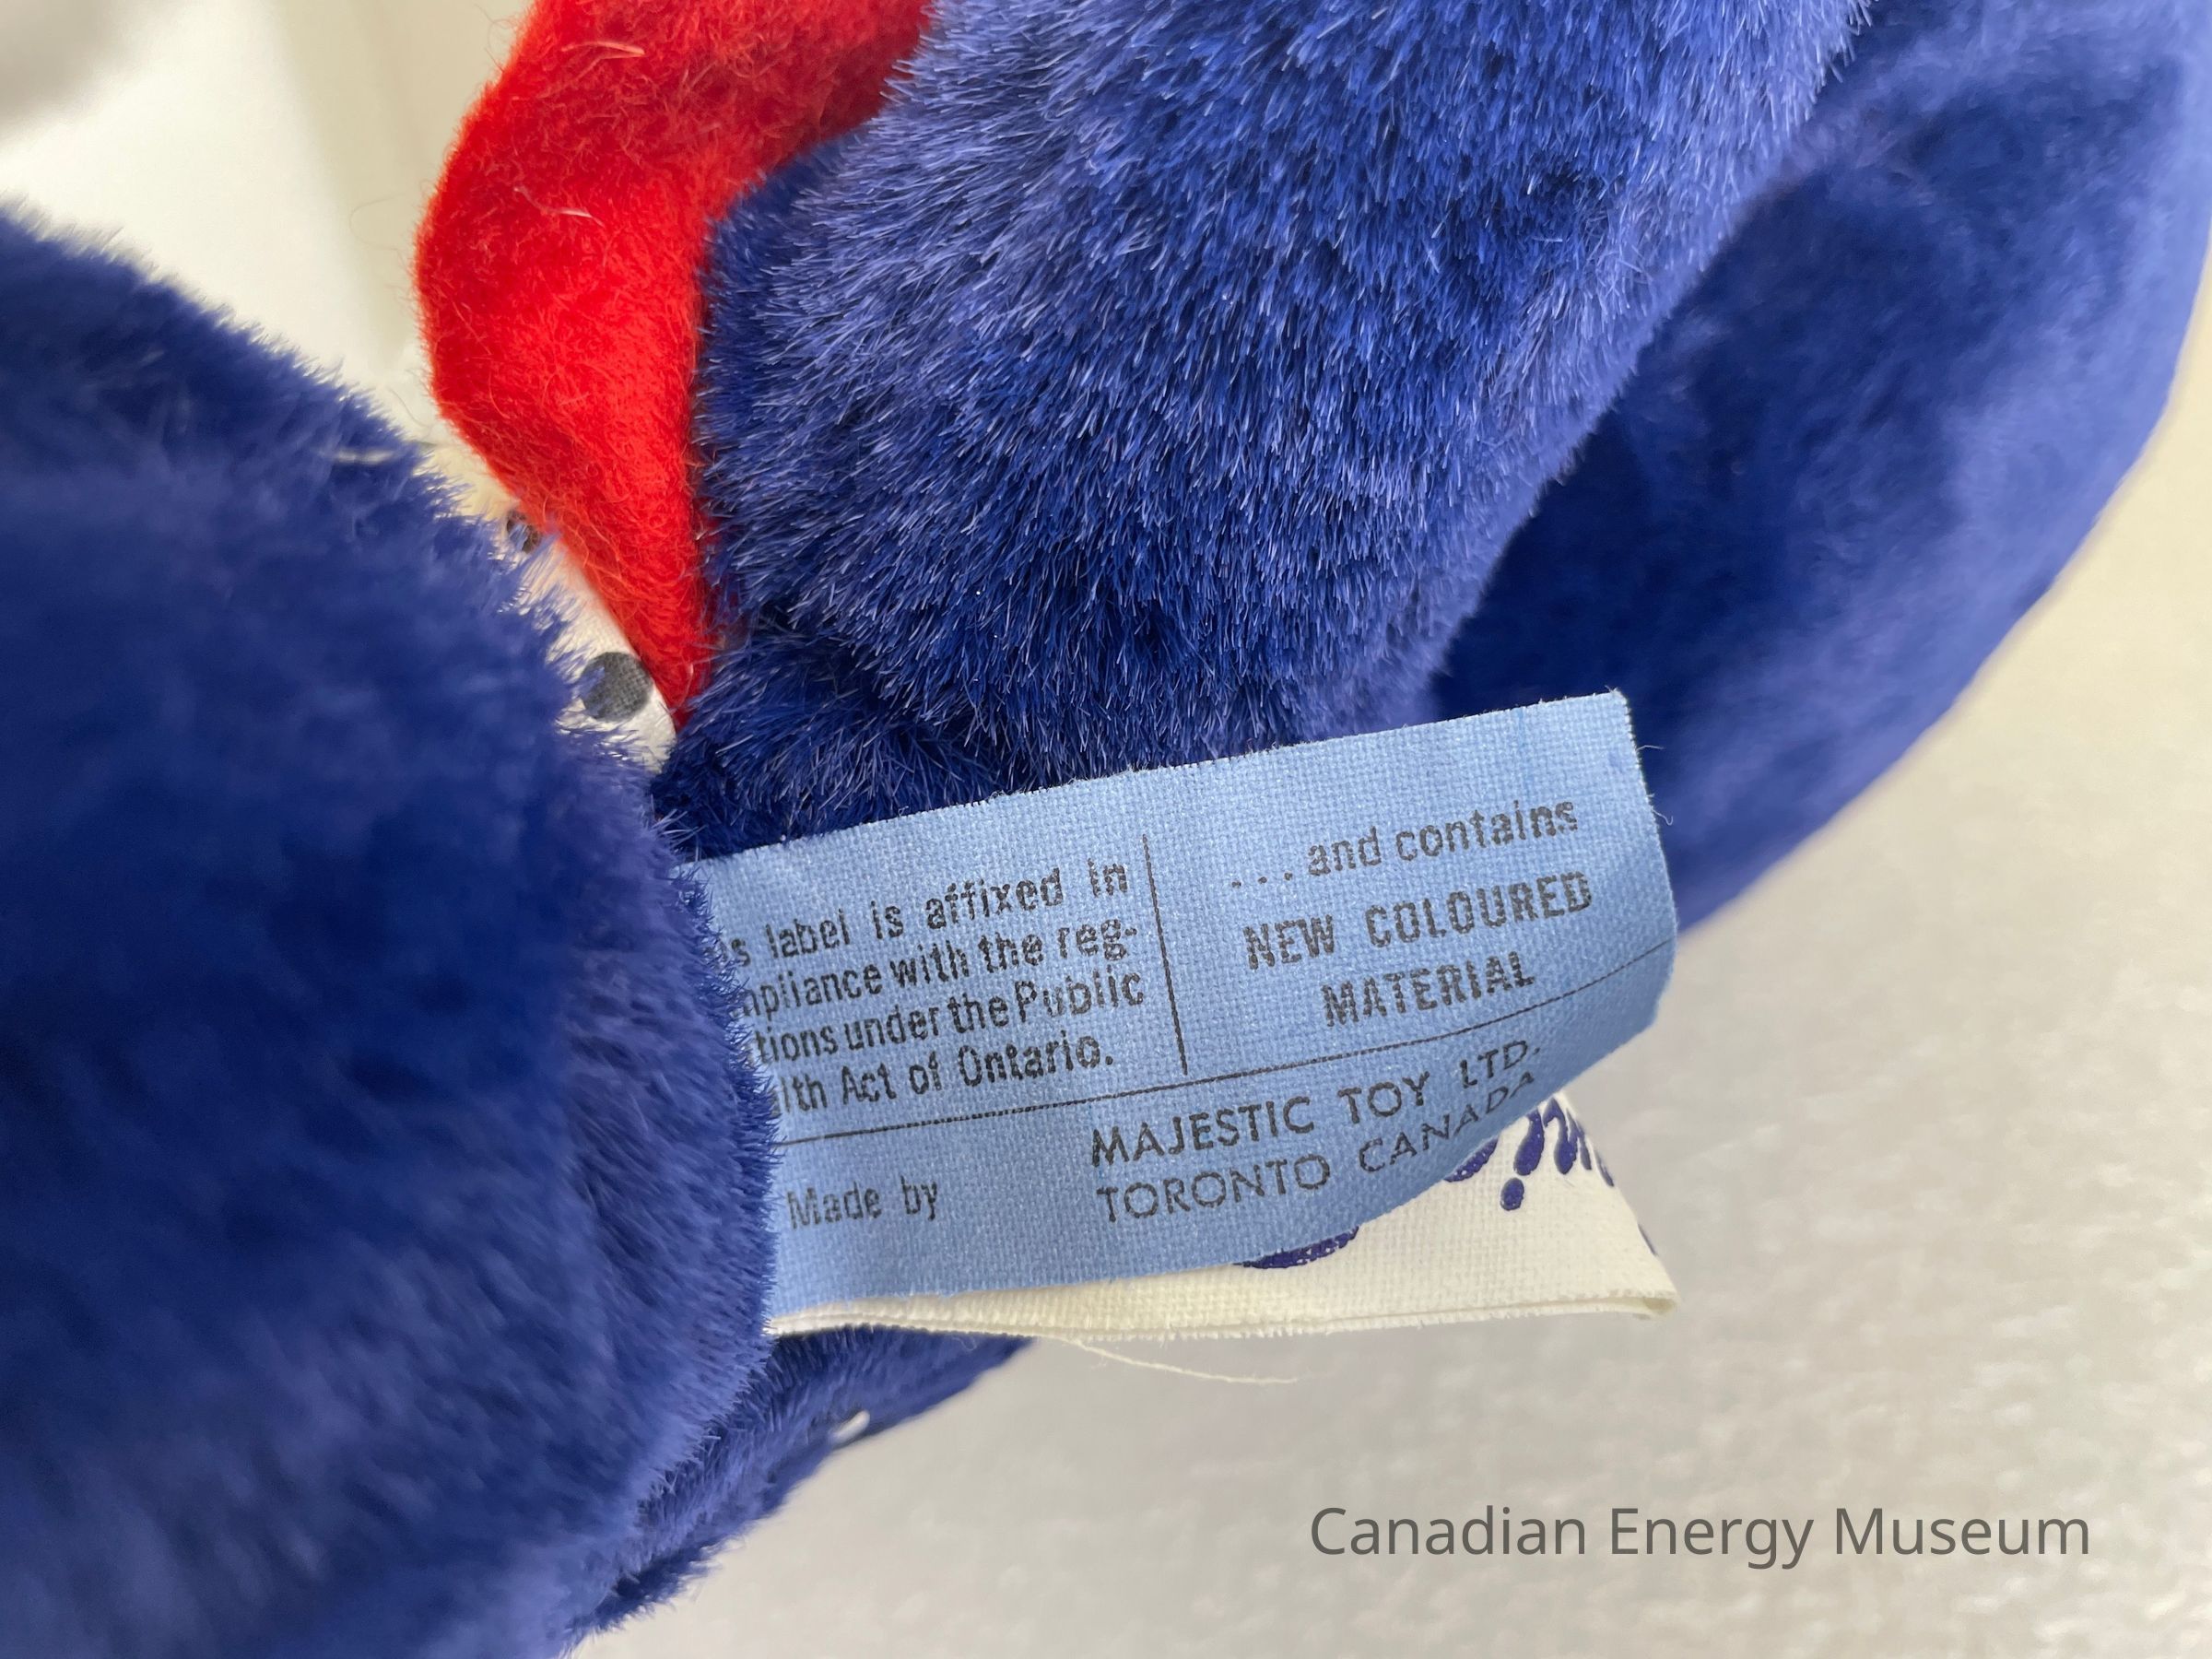 s label is affixed in
mpliance with the reg-
tions under the Public
lth Act of Ontario.
...and contains
NEW COLOURED
MATERIAL
Made by
MAJESTIC TOY LTD.
TORONTO CANADA
Canadian Energy Museum